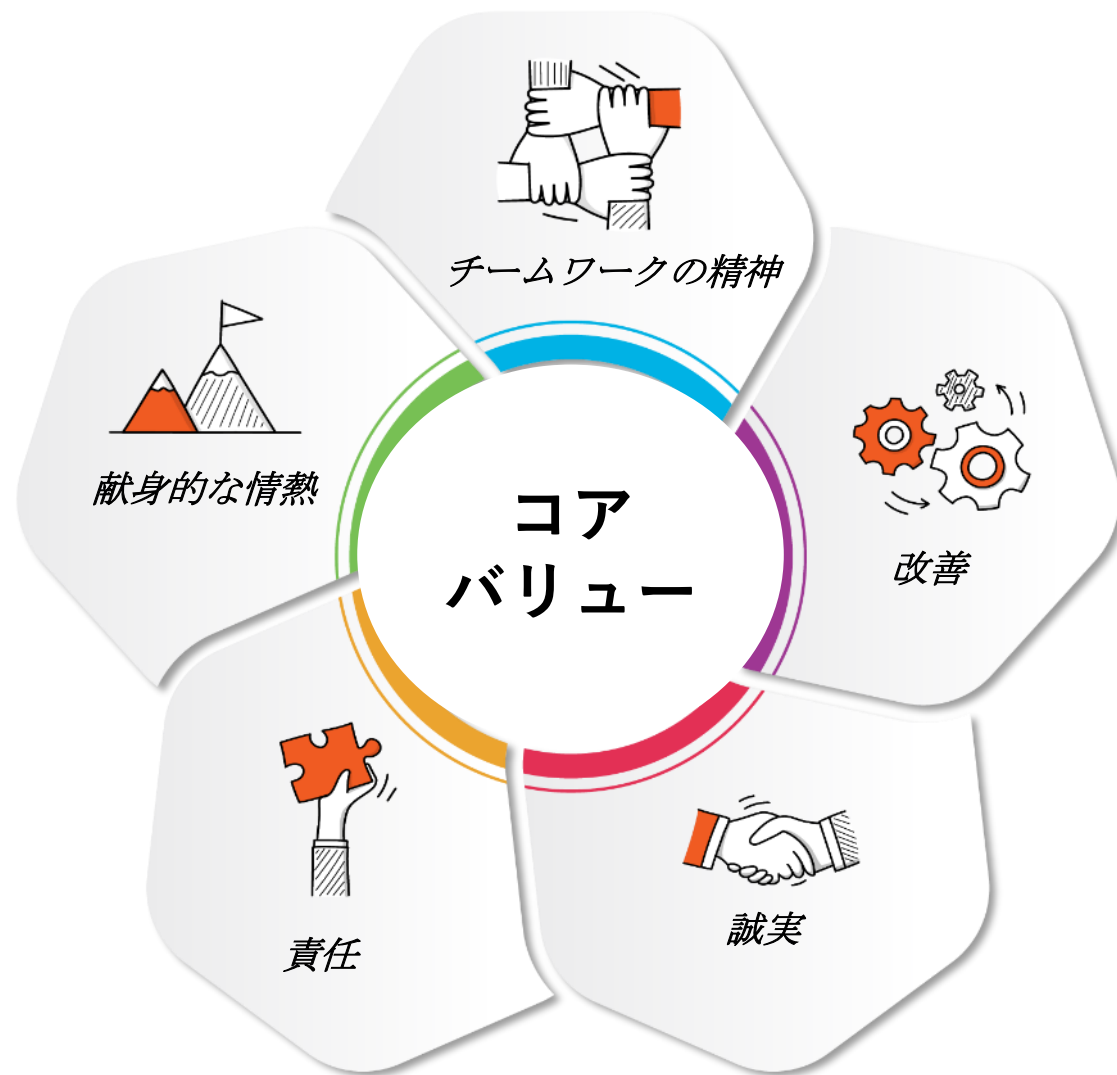 チームワークの精神
献身的な情熱
改善
コア
バリュー
責任
誠実